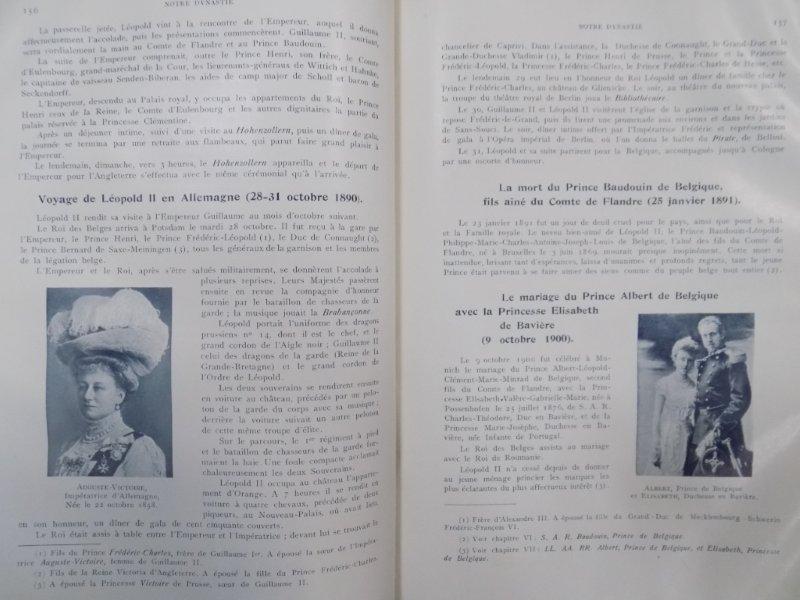 156
NOTRE DYNASTIE
La passerelle jetée, Léopold vint à la rencontre de l'Empereur, auquel il donna
affectueusement l'accolade, puis les présentations commencèrent. Guillaume II, souriant,
serra cordialement la main au Comte de Flandre et au Prince Baudouin.
La suite de l'Empereur comprenait, outre le Prince Henri, son frère, le Comte
d'Eulenbourg, grand-maréchal de la Cour, les lieutenants-généraux de Wittich et Hahnke,
le capitaine de vaisseau Senden-Biberan, les aides de camp major de Scholl et baron de
Seckendorff.
L'Empereur, descendu au Palais royal, y occupa les appartements du Roi, le Prince
Henri ceux de la Reine, le Comte d'Eulenbourg et les autres dignitaires la partie du
palais réservée à la Princesse Clémentine.
Après un déjeuner intime, suivi d'une visite au Hohenzollern, puis un dîner de gala,
la journée se termina par une retraite aux flambeaux, qui parut faire grand plaisir à
l'Empereur.
Le lendemain, dimanche, vers 3 heures, le Hohenzollern appareilla et le départ de
l'Empereur pour l'Angleterre s'effectua avec le même cérémonial qu'à l'arrivée.
Voyage de Léopold II en Allemagne (28-31 octobre 1890).
Léopold II rendit sa visite à l'Empereur Guillaume au mois d'octobre suivant.
Le Roi des Belges arriva à Potsdam le mardi 28 octobre. Il fut reçu à la gare par
l'Empereur, le Prince Henri, le Prince Frédéric-Léopold (1), le Duc de Connaught (2),
le Prince Bernard de Saxe-Meiningen (3), tous les généraux de la garnison et les membres
de la légation belge.
L'Empereur et le Roi, après s'être salués militairement, se donnèrent l'accolade à
plusieurs reprises. Leurs Majestés passèrent
ensuite en revue la compagnie d'honneur
fournie par le bataillon de chasseurs de la
garde ; la musique jouait la Brabançonne.
Léopold portait l'uniforme des dragons
prussiens n° 14, dont il est le chef, et le
grand cordon de l'Aigle noir ; Guillaume II
celui des dragons de la garde (Reine de la
Grande-Bretagne) et le grand cordon de
l'Ordre de Léopold.
Les deux souverains se rendirent ensuite
en voiture au château, précédés par un pelo-
ton de la garde du corps avec sa musique ;
derrière la voiture suivait un autre peloton
de cette même troupe d'élite.
Sur le parcours, le 1er régiment à pied
et le bataillon de chasseurs de la garde for-
maient la haie. Une foule compacte acclamait
chaleureusement les deux Souverains.
Léopold II occupa au château l'apparte-
ment d'Orange. A 7 heures il se rendit en
voiture à quatre chevaux, précédée de deux
piqueurs, au Nouveau-Palais, où avait lieu,
en son honneur, un dîner de gala de cent cinquante couverts.
Le Roi était assis à table entre l'Empereur et l'Impératrice ; devant lui se trouvait le
AUGUSTE-VICTOIRE,
Impératrice d'Allemagne,
Née le 22 octobre 1858.
(1) Fils du Prince Frédéric-Charles, frère de Guillaume Ier. A épousé la sœur de l'Impéra-
trice Auguste-Victoire, femme de Guillaume II.
(2) Fils de la Reine Victoria d'Angleterre. A épousé la fille du Prince Frédéric-Charles.
(3) A épousé la Princesse Victoire de Prusse, sœur de Guillaume II.
NOTRE DYNASTIE
157
chancelier de Caprivi. Dans l'assistance, la Duchesse de Connaught, le Grand-Duc et la
Grande-Duchesse Vladimir (1), le Prince Henri de Prusse, le Prince et la Princesse
Frédéric-Léopold, la Princesse Frédéric-Charles, le Prince Frédéric-Charles de Hesse, etc.
Le lendemain 29 eut lieu en l'honneur du Roi Léopold un dîner de famille chez le
Prince Frédéric-Charles, au château de Glienicke. Le soir, au théâtre du nouveau palais,
la troupe du théâtre royal de Berlin joua le Bibliothécaire.
Le 30, Guillaume II et Léopold II visitèrent l'église de la garnison et la crypte où
repose Frédéric-le-Grand, puis ils firent une promenade aux environs et dans les jardins
de Sans-Souci. Le soir, dîner intime offert par l'Impératrice Frédéric et représentation
de gala à l'Opéra impérial de Berlin, où l'on donna le ballet du Pirate, de Bellini.
Le 31, Léopold et sa suite partirent pour la Belgique, accompagnés jusqu'à Cologne
par une escorte d'honneur.
La mort du Prince Baudouin de Belgique,
fils ainé du Comte de Flandre (25 janvier 1891).
Le 23 janvier 1891 fut un jour de deuil cruel pour le pays, ainsi que pour le Roi
et la Famille royale. Le neveu bien-aimé de Léopold II, le Prince Baudouin-Léopold-
Philippe-Marie-Charles-Antoine-Joseph-Louis de Belgique, l'aîné des fils du Comte de
Flandre, né à Bruxelles le 3 juin 1869, mourait presque inopinément. Cette mort si
inattendue, brisant tant d'espérances, laissa d'unanimes et profonds regrets, tant le jeune
Prince était parvenu à se faire aimer des siens comme du peuple belge tout entier (2).
Le mariage du Prince Albert de Belgique
avec la Princesse Elisabeth
de Bavière
(9 octobre 1900).
Le 9 octobre 1900 fut célébré à Mu-
nich le mariage du Prince Albert-Léopold-
Clément-Marie-Minrad de Belgique, second
fils du Comte de Flandre, avec la Prin-
cesse Elisabeth-Valère-Gabrielle-Marie, née à
Possenhofen le 25 juillet 1876, de S. A. R.
Charles-Théodore, Duc en Bavière, et de la
Princesse Marie-Josèphe, Duchesse en Ba-
vière, née Infante de Portugal.
Le Roi des Belges assista au mariage
avec le Roi de Roumanie.
Léopold II n'a cessé depuis de donner
au jeune ménage princier les marques les
plus éclatantes du plus affectueux intérêt (3).
ALBERT, Prince de Belgique
et ELISABETH, Duchesse en Bavière.
(1) Frère d'Alexandre III. A épousé la fille du Grand-Duc de Mecklembourg-Schwerin
Frédéric-François VI.
(2) Voir chapitre VI : S. A. R. Baudouin, Prince de Belgique.
(3) Voir chapitre VII : LL. AA. RR. Albert, Prince de Belgique, et Elisabeth, Princesse
de Belgique.